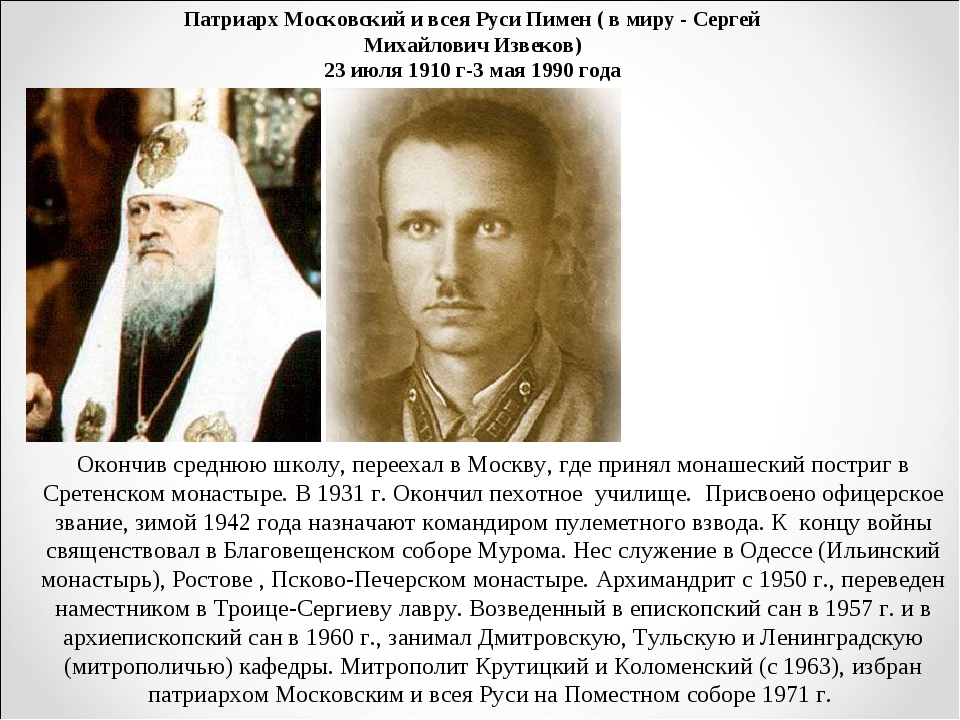 Патриарх Московский и всея Руси Пимен ( в миру - Сергей
Михайлович Извеков)
23 июля 1910 г-3 мая 1990 года
Окончив среднюю школу, переехал в Москву, где принял монашеский постриг в
Сретенском монастыре. В 1931 г. Окончил пехотное училище. Присвоено офицерское
звание, зимой 1942 года назначают командиром пулеметного взвода. К концу войны
священствовал в Благовещенском соборе Мурома. Нес служение в Одессе (Ильинский
монастырь), Ростове , Псково-Печерском монастыре. Архимандрит с 1950 г., переведен
наместником в Троице-Сергиеву лавру. Возведенный в епископский сан в 1957 г. и в
архиепископский сан в 1960 г., занимал Дмитровскую, Тульскую и Ленинградскую
(митрополичью) кафедры. Митрополит Крутицкий и Коломенский (с 1963), избран
патриархом Московским и всея Руси на Поместном соборе 1971 г.